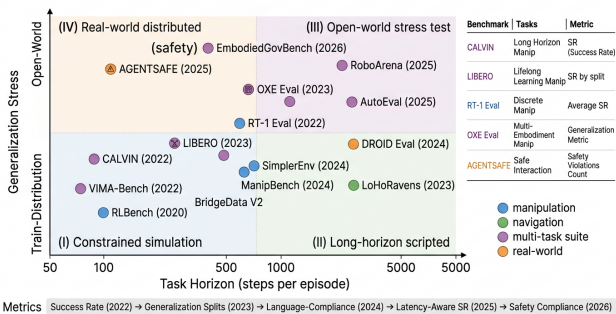 (IV) Real-world distributed
(III) Open-world stress test
(safety)
EmbodiedGovBench (2026)
AGENTSAFE (2025)
RoboArena (2025)
OXE Eval (2023)
AutoEval (2025)
RT-1 Eval (2022)
LIBERO (2023)
DROID Eval (2024)
CALVIN (2022)
SimplerEnv (2024)
VIMA-Bench (2022)
ManipBench (2024)
LoHoRavens (2023)
BridgeData V2
RLBench (2020)
(I) Constrained simulation
(II) Long-horizon scripted
Generalization Stress
Open-World
Train-Distribution
50 100 500 1000 5000 5000
Task Horizon (steps per episode)
Benchmark Tasks Metric
CALVIN Long Horizon SR
Manip (Success Rate)
LIBERO Lifelong SR by split
Learning Manip
RT-1 Eval Discrete Average SR
Manip
OXE Eval Multi- Generalization
Embodiment Metric
Manip
AGENTSAFE Safe Safety
Interaction Violations
Count
manipulation
navigation
multi-task suite
real-world
Metrics Success Rate (2022) → Generalization Splits (2023) → Language-Compliance (2024) → Latency-Aware SR (2025) → Safety Compliance (2026)